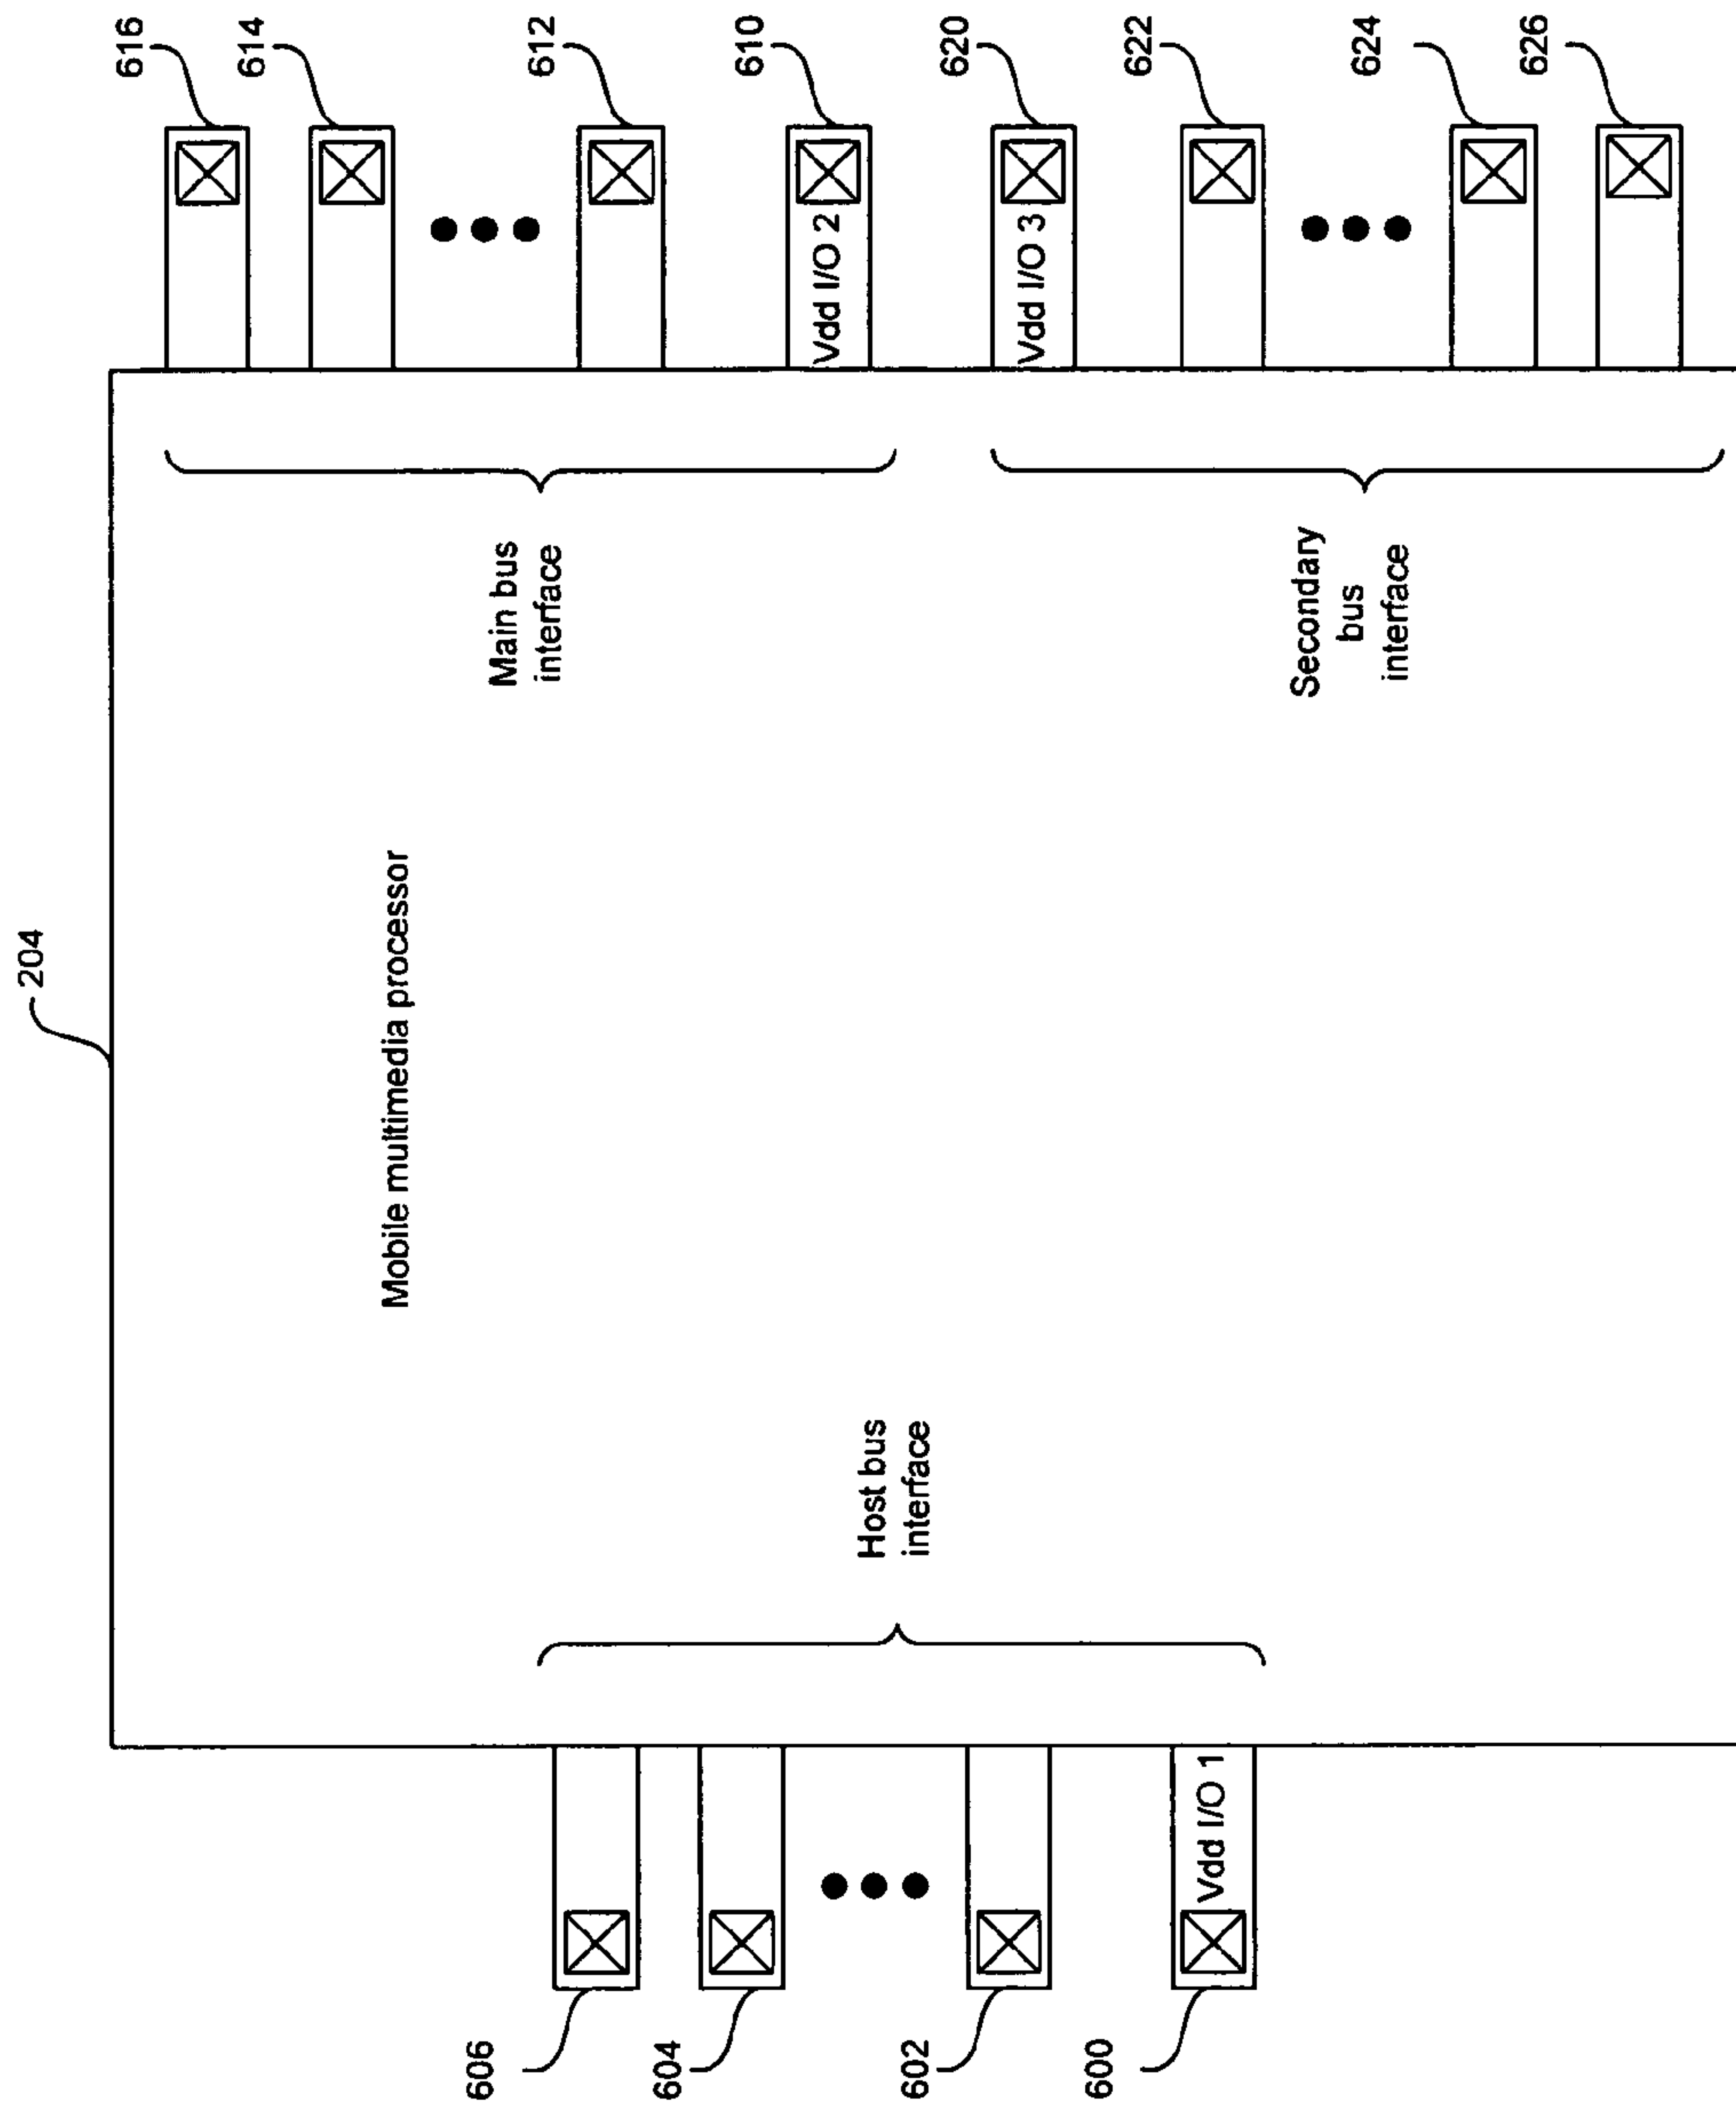 204
Mobile multimedia processor
616
614
612
610
620
622
624
626
Vdd I/O 2
Vdd I/O 3
Main bus
interface
Secondary
bus
interface
Host bus
interface
606
604
602
600
Vdd I/O 1